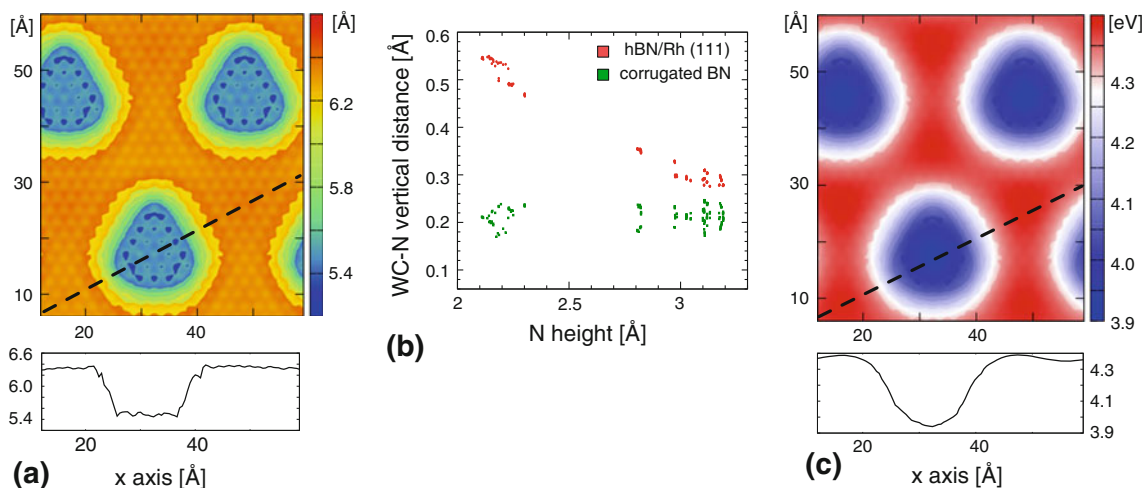 [Å]
50
30
10
20
40
[Å]
6.2
5.8
5.4
6.6
6.0
5.4
20
40
x axis [Å]
(a)
(b)
WC-N vertical distance [Å]
0.6
0.5
0.4
0.3
0.2
0.1
2
2.5
3
N height [Å]
hBN/Rh (111)
corrugated BN
[Å]
50
30
10
20
40
[eV]
4.3
4.2
4.1
4.0
3.9
4.3
4.1
3.9
20
40
x axis [Å]
(c)